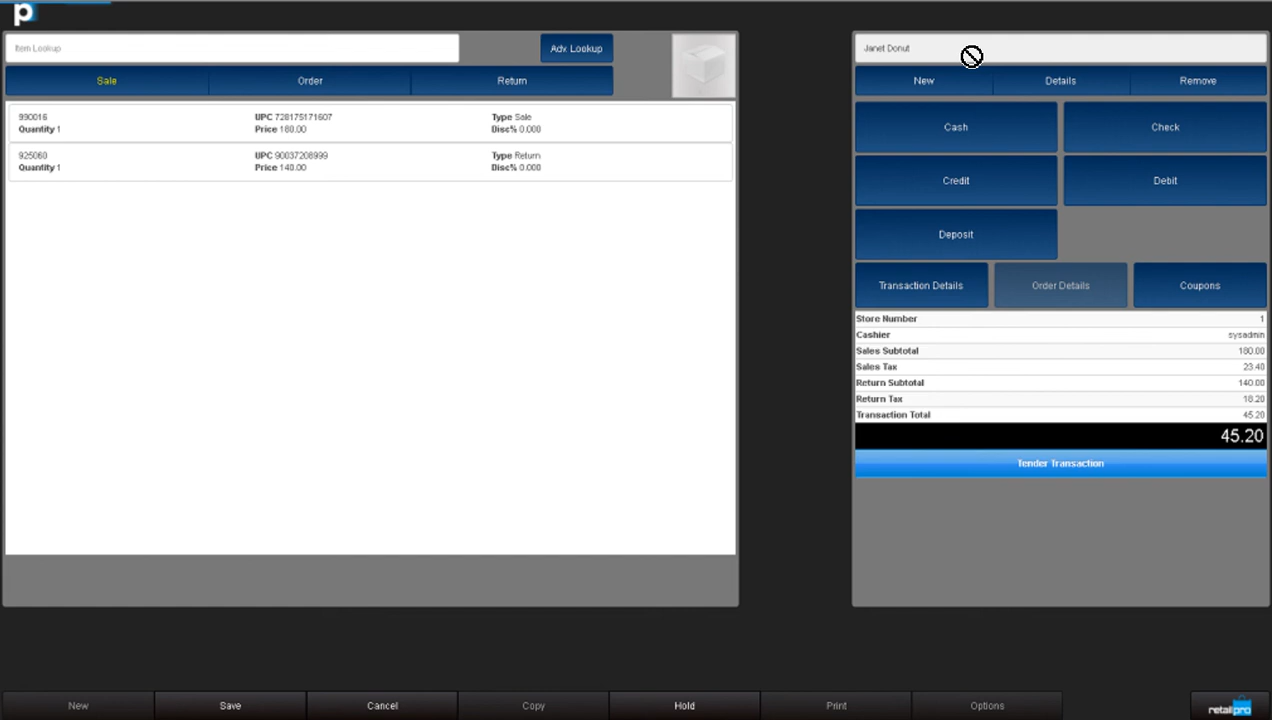 p
Item Lookup Adv. Lookup
Sale Order Return
990016 UPC 728175171607 Type Sale
Quantity 1 Price 180.00 Disc% 0.000
925060 UPC 90037208999 Type Return
Quantity 1 Price 140.00 Disc% 0.000
Janet Donut
New Details Remove
Cash Check
Credit Debit
Deposit
Transaction Details Order Details Coupons
Store Number 1
Cashier sysadmin
Sales Subtotal 180.00
Sales Tax 23.40
Return Subtotal 140.00
Return Tax 18.20
Transaction Total 45.20
45.20
Tender Transaction
New Save Cancel Copy Hold Print Options retailpro